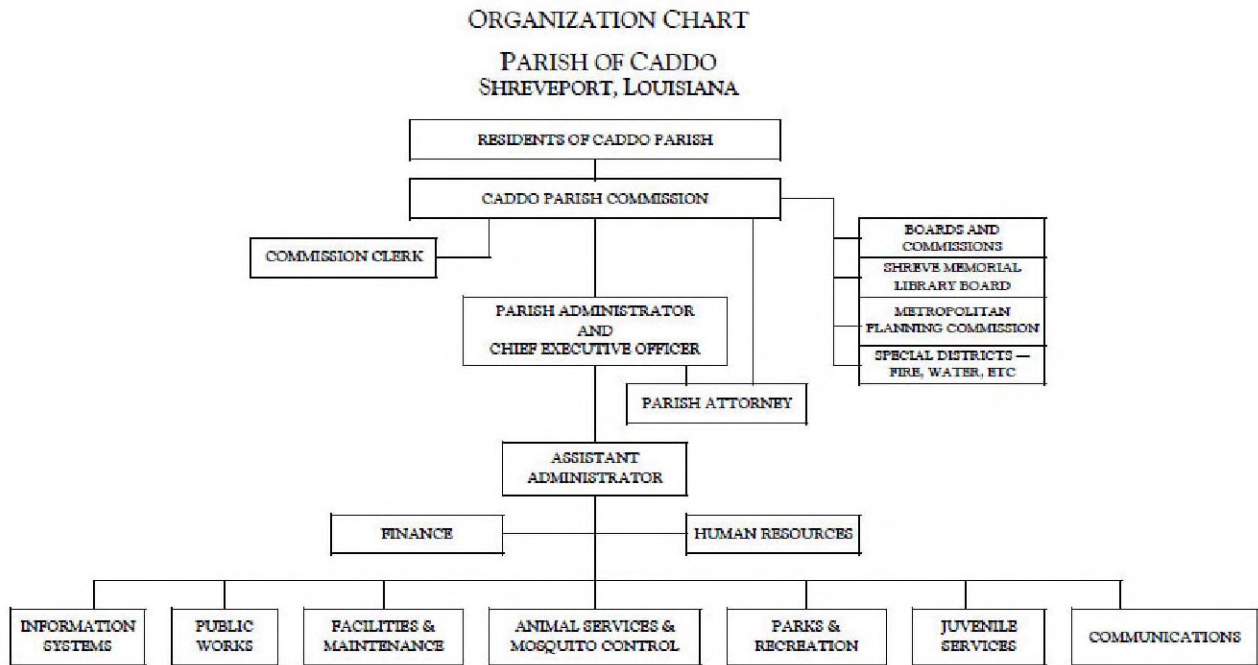 ORGANIZATION CHART
PARISH OF CADDO
SHREVEPORT, LOUISIANA
RESIDENTS OF CADDO PARISH
CADDO PARISH COMMISSION
COMMISSION CLERK
BOARDS AND
COMMISSIONS
SHREVE MEMORIAL
LIBRARY BOARD
METROPOLITAN
PLANNING COMMISSION
SPECIAL DISTRICTS —
FIRE, WATER, ETC
PARISH ADMINISTRATOR
AND
CHIEF EXECUTIVE OFFICER
PARISH ATTORNEY
ASSISTANT
ADMINISTRATOR
FINANCE
HUMAN RESOURCES
INFORMATION
SYSTEMS
PUBLIC
WORKS
FACILITIES &
MAINTENANCE
ANIMAL SERVICES &
MOSQUITO CONTROL
PARKS &
RECREATION
JUVENILE
SERVICES
COMMUNICATIONS